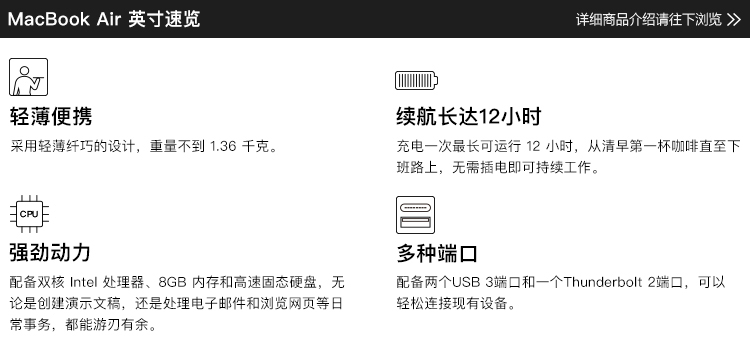 MacBook Air 英寸速览
详细商品介绍请往下浏览
轻薄便携
采用轻薄纤巧的设计，重量不到 1.36 千克。
续航长达12小时
充电一次最长可运行 12 小时，从清早第一杯咖啡直至下
班路上，无需插电即可持续工作。
CPU
强劲动力
配备双核 Intel 处理器、8GB 内存和高速固态硬盘，无
论是创建演示文稿，还是处理电子邮件和浏览网页等日
常事务，都能游刃有余。
多种端口
配备两个USB 3端口和一个Thunderbolt 2端口，可以
轻松连接现有设备。